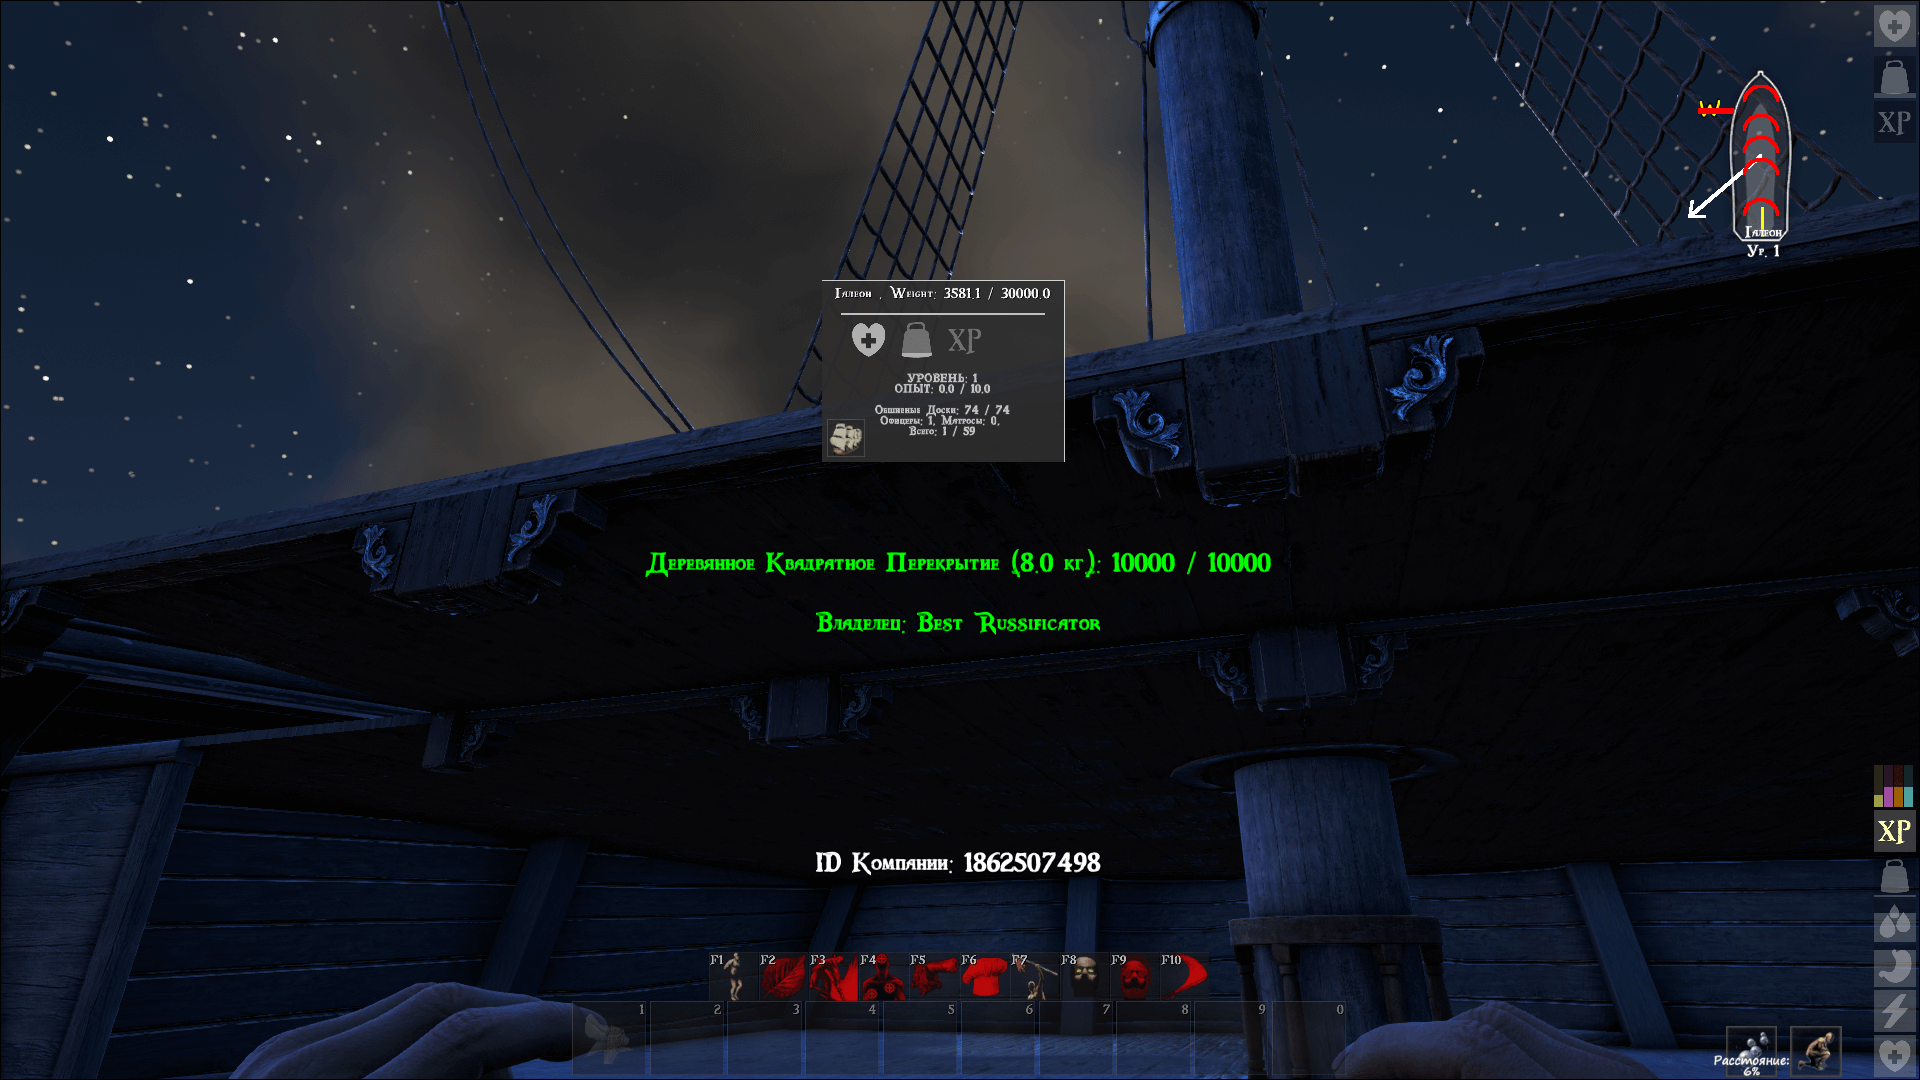 XP
W
Галеон
Ур. 1
Галеон , Weight: 3581.1 / 30000.0
XP
УРОВЕНЬ: 1
ОПЫТ: 0.0 / 10.0
Обшивные Доски: 74 / 74
Офицеры: 1, Матросы: 0,
Всего: 1 / 59
Деревянное Квадратное Перекрытие (8.0 кг): 10000 / 10000
Владелец: Best Russificator
XP
ID Компании: 1862507498
F1 F2 F3 F4 F5 F6 F7 F8 F9 F10
1 2 3 4 5 6 7 8 9 0
Расстояние:
6%